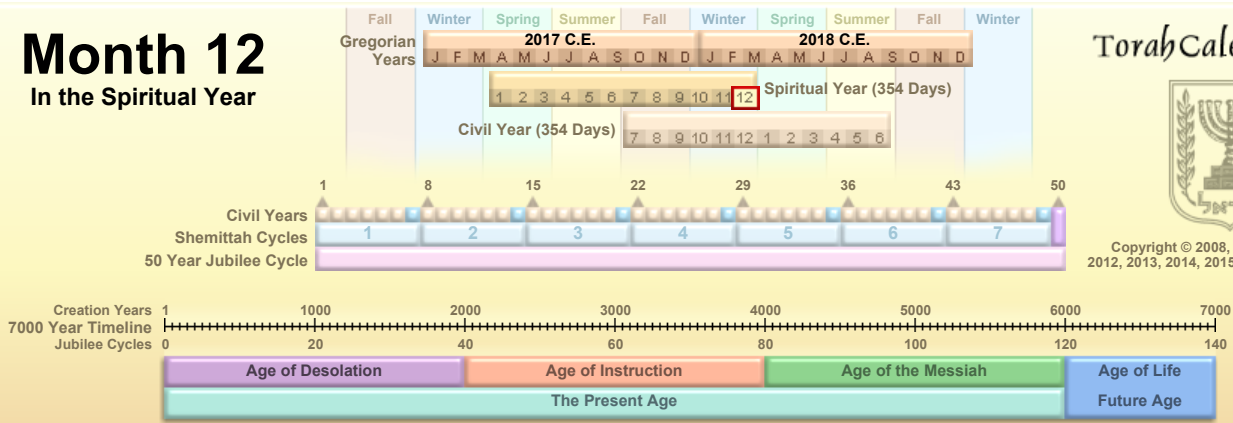 Fall Winter Spring Summer Fall Winter Spring Summer Fall Winter
Month 12
In the Spiritual Year
Gregorian Years
2017 C.E. 2018 C.E.
J F M A M J J A S O N D J F M A M J J A S O N D
1 2 3 4 5 6 7 8 9 10 11 12
Spiritual Year (354 Days)
Civil Year (354 Days)
7 8 9 10 11 12 1 2 3 4 5 6
Torah Cale
1 8 15 22 29 36 43 50
Civil Years
Shemittah Cycles 1 2 3 4 5 6 7
50 Year Jubilee Cycle
Copyright © 2008,
2012, 2013, 2014, 2015
Creation Years 1 1000 2000 3000 4000 5000 6000 7000
7000 Year Timeline
Jubilee Cycles 0 20 40 60 80 100 120 140
Age of Desolation Age of Instruction Age of the Messiah Age of Life
The Present Age Future Age